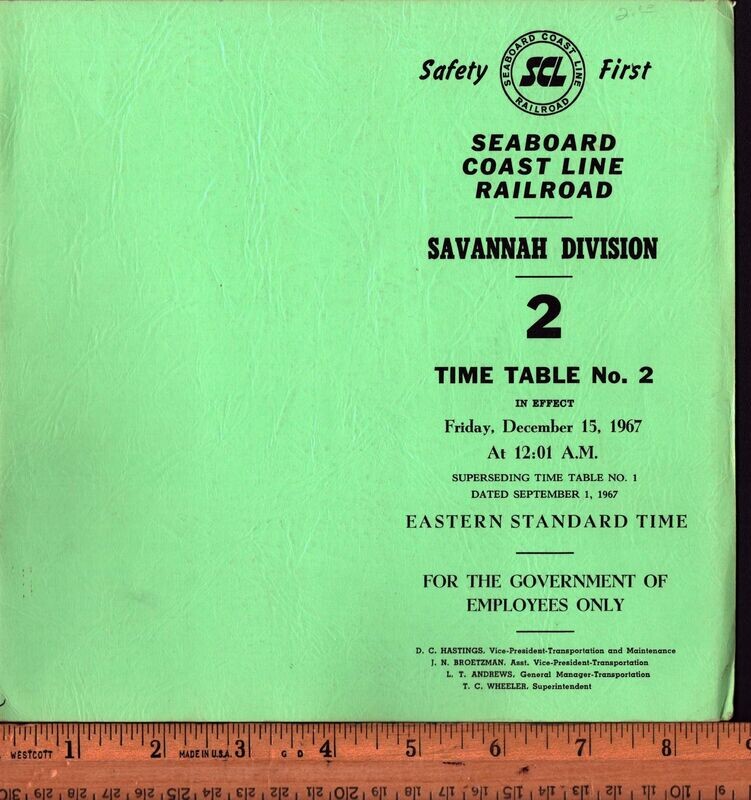 2.00
Safety First
SEABOARD COAST LINE
SCL
RAILROAD
SEABOARD
COAST LINE
RAILROAD
SAVANNAH DIVISION
2
TIME TABLE No. 2
IN EFFECT
Friday, December 15, 1967
At 12:01 A.M.
SUPERSEDING TIME TABLE NO. 1
DATED SEPTEMBER 1, 1967
EASTERN STANDARD TIME
FOR THE GOVERNMENT OF
EMPLOYEES ONLY
D. C. HASTINGS, Vice-President-Transportation and Maintenance
J. N. BROETZMAN, Asst. Vice-President-Transportation
L. T. ANDREWS, General Manager-Transportation
T. C. WHEELER, Superintendent
WESTCOTT 1 2 MADE IN U.S.A. 3 G D 4 5 6 7 8